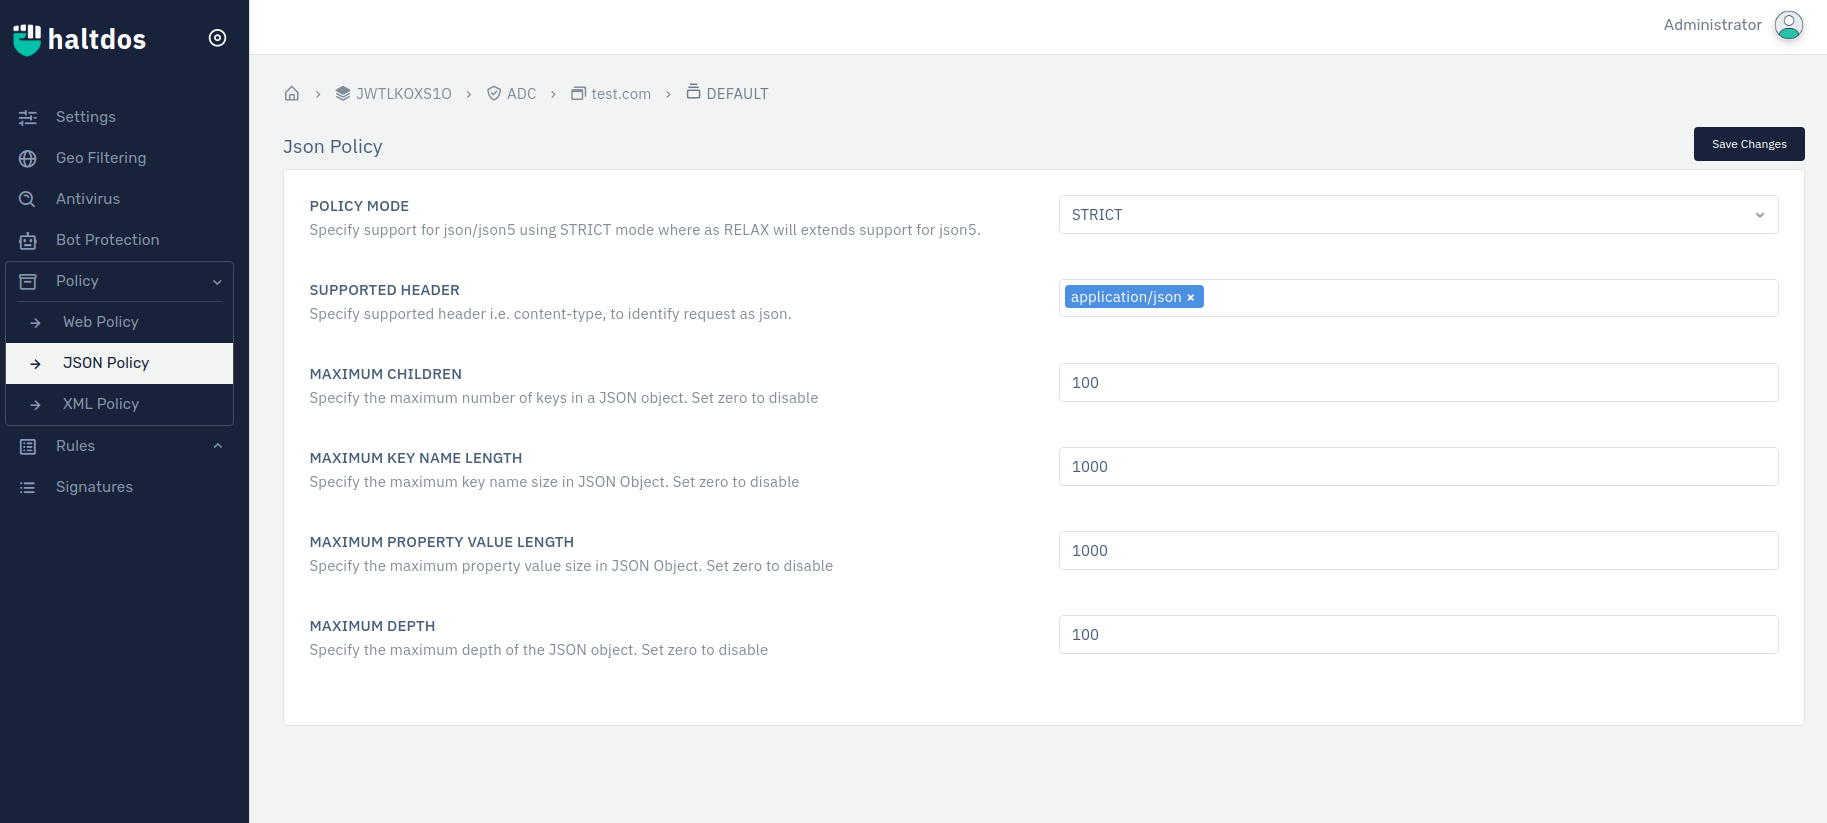 haltdos
Administrator
JWTLKOXS1O
ADC
test.com
DEFAULT
Settings
Geo Filtering
Antivirus
Bot Protection
Policy
Web Policy
JSON Policy
XML Policy
Rules
Signatures
Json Policy
Save Changes
POLICY MODE
Specify support for json/json5 using STRICT mode where as RELAX will extends support for json5.
STRICT
SUPPORTED HEADER
Specify supported header i.e. content-type, to identify request as json.
application/json ×
MAXIMUM CHILDREN
Specify the maximum number of keys in a JSON object. Set zero to disable
100
MAXIMUM KEY NAME LENGTH
Specify the maximum key name size in JSON Object. Set zero to disable
1000
MAXIMUM PROPERTY VALUE LENGTH
Specify the maximum property value size in JSON Object. Set zero to disable
1000
MAXIMUM DEPTH
Specify the maximum depth of the JSON object. Set zero to disable
100